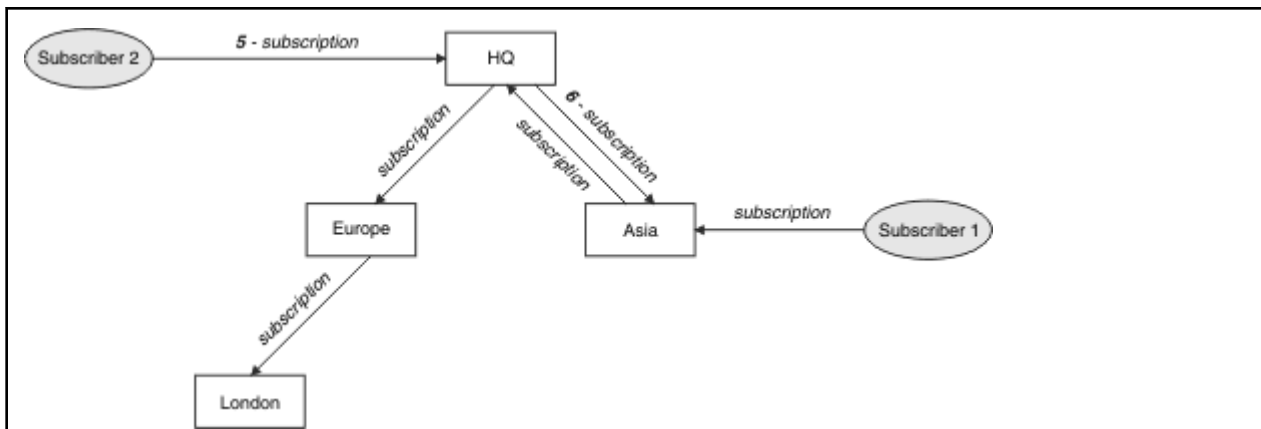 Subscriber 2
5 - subscription
HQ
subscription
6 - subscription
subscription
Europe
Asia
subscription
Subscriber 1
subscription
London